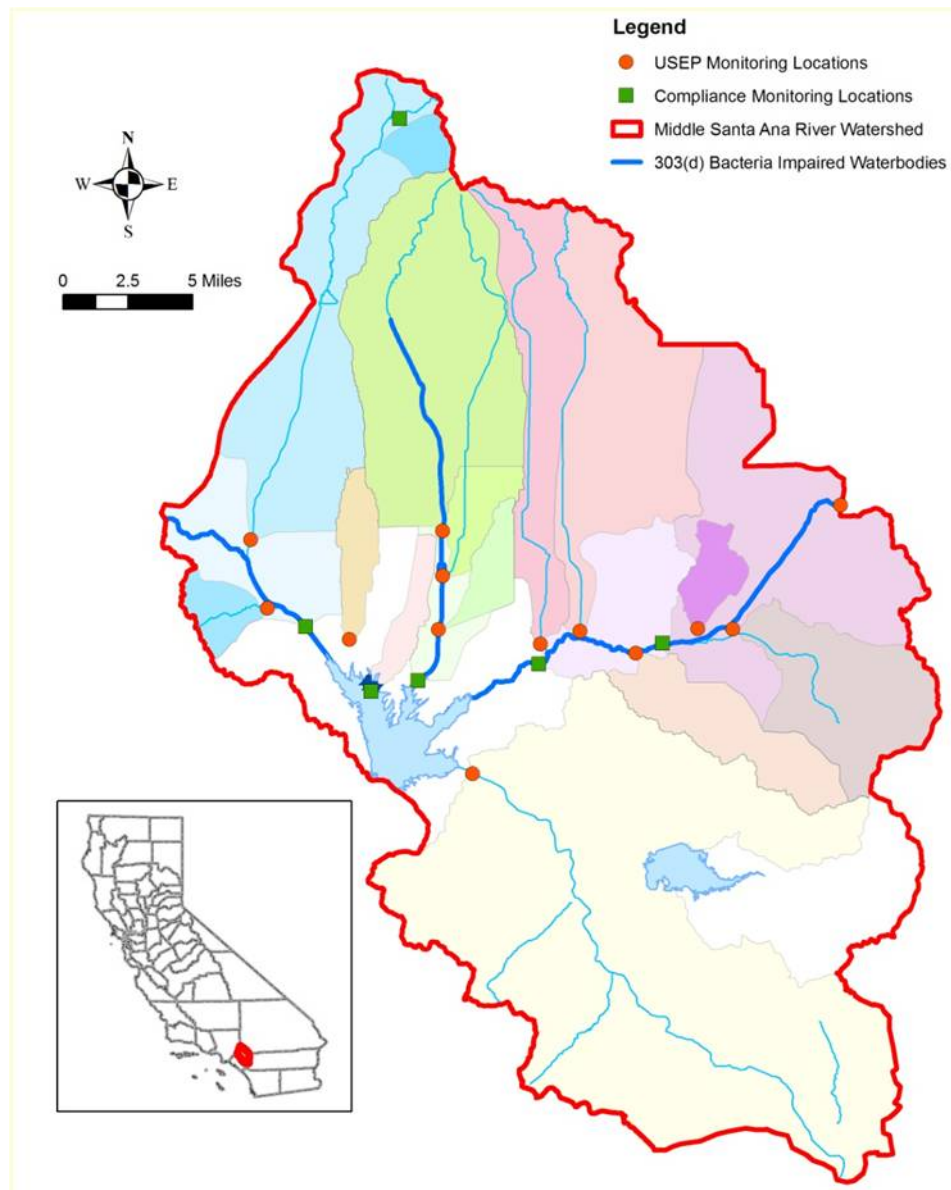 Legend
USEP Monitoring Locations
Compliance Monitoring Locations
Middle Santa Ana River Watershed
303(d) Bacteria Impaired Waterbodies
N
W E
S
0 2.5 5 Miles